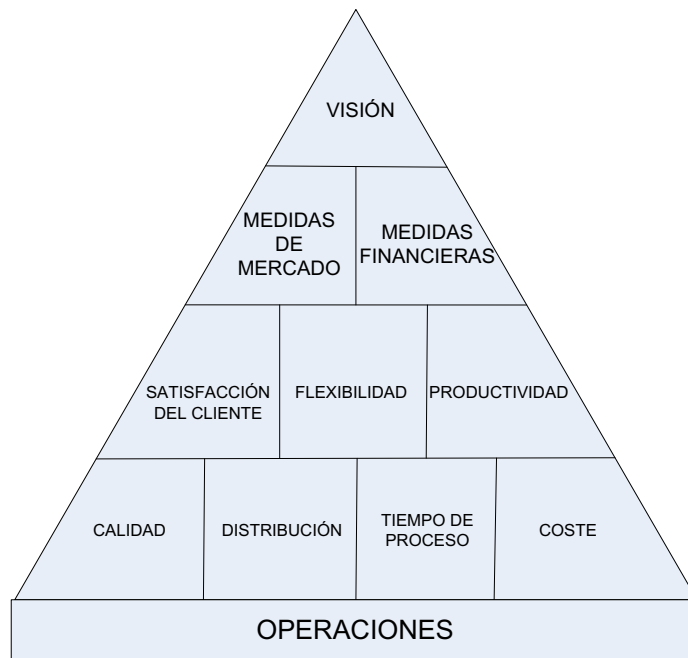 VISIÓN
MEDIDAS
DE
MERCADO
MEDIDAS
FINANCIERAS
SATISFACCIÓN
DEL CLIENTE
FLEXIBILIDAD
PRODUCTIVIDAD
CALIDAD
DISTRIBUCIÓN
TIEMPO DE
PROCESO
COSTE
OPERACIONES